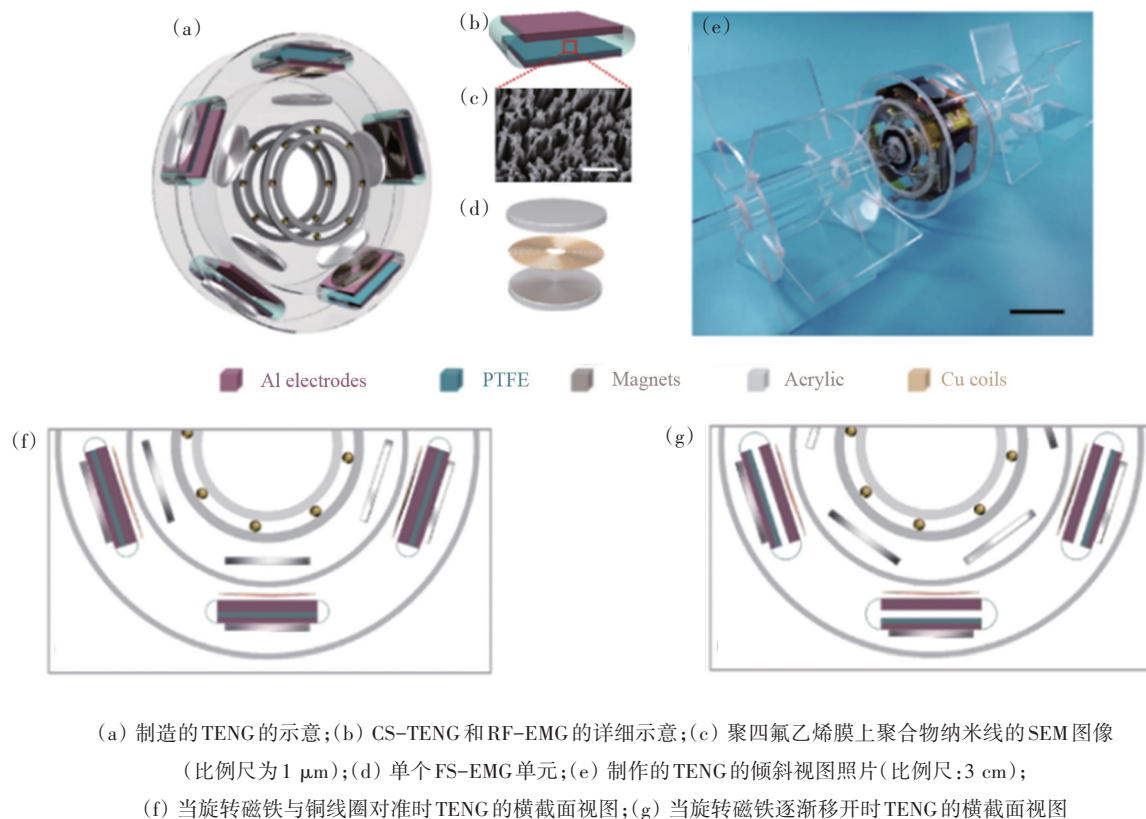 (a)
(b)
(c)
(d)
(e)
Al electrodes PTFE Magnets Acrylic Cu coils
(f)
(g)
(a) 制造的TENG的示意;(b) CS-TENG和RF-EMG的详细示意;(c) 聚四氟乙烯膜上聚合物纳米线的SEM图像
(比例尺为1 μm);(d) 单个FS-EMG单元;(e) 制作的TENG的倾斜视图照片(比例尺:3 cm);
(f) 当旋转磁铁与铜线圈对准时TENG的横截面视图;(g) 当旋转磁铁逐渐移开时TENG的横截面视图